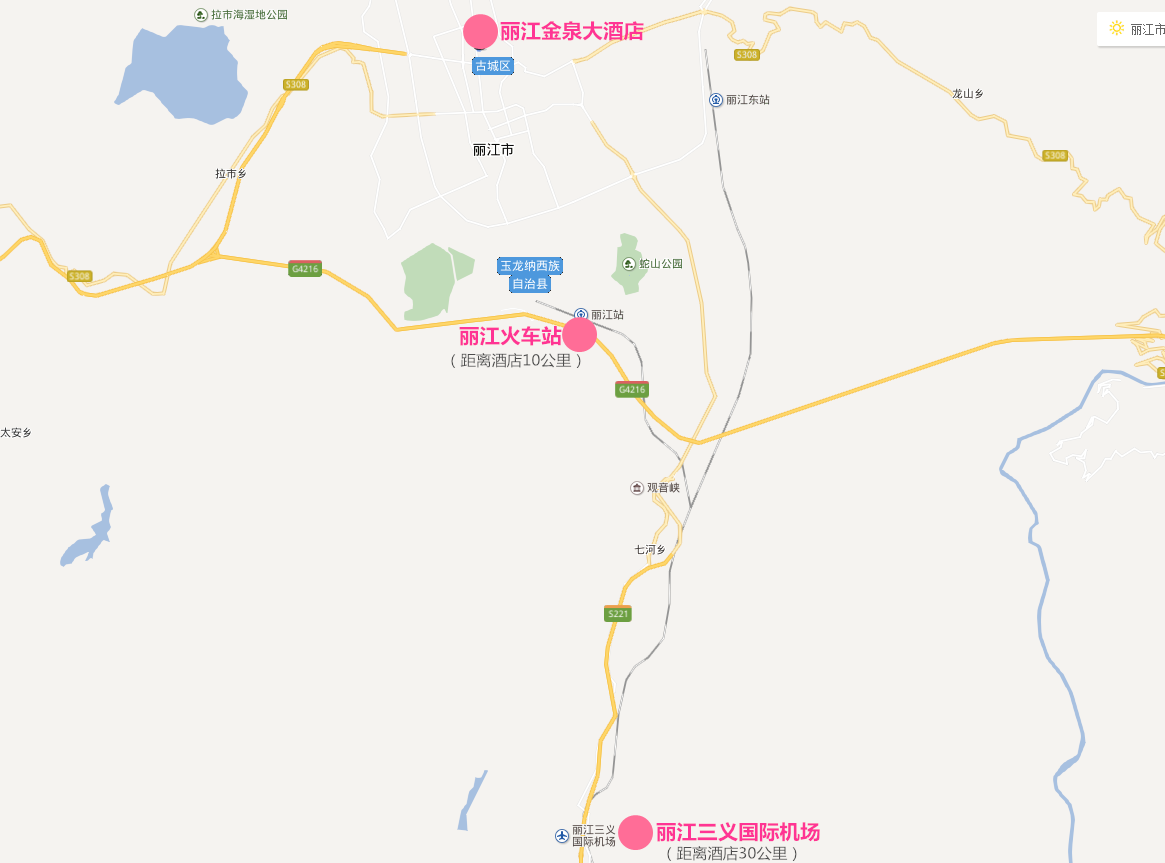 拉市海湿地公园
丽江金泉大酒店
丽江市
古城区
S308
S308
丽江东站
龙山乡
丽江市
S308
拉市乡
玉龙纳西族
自治县
蛇山公园
G4216
S308
丽江站
丽江火车站
(距离酒店10公里)
G4216
太安乡
观音峡
七河乡
S221
丽江三义
国际机场
丽江三义国际机场
(距离酒店30公里)